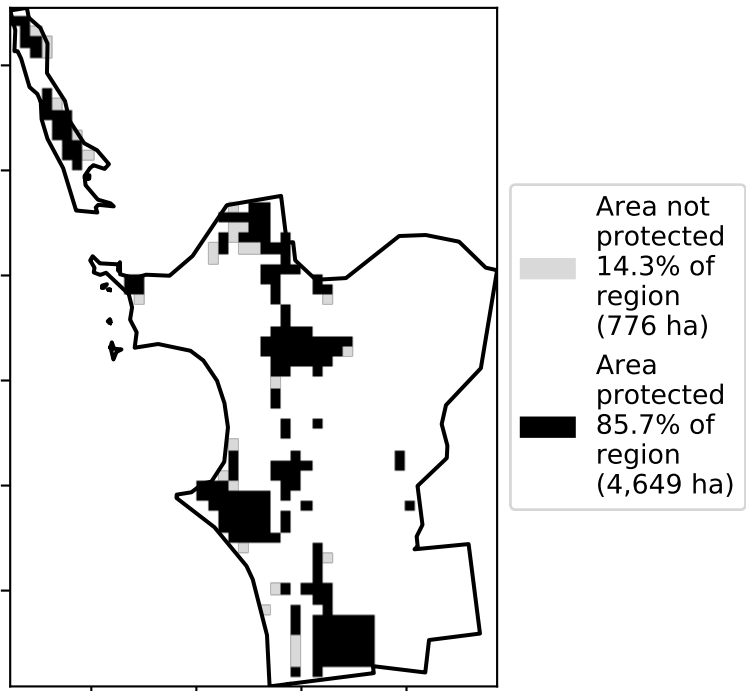 Area not
protected
14.3% of
region
(776 ha)
Area
protected
85.7% of
region
(4,649 ha)